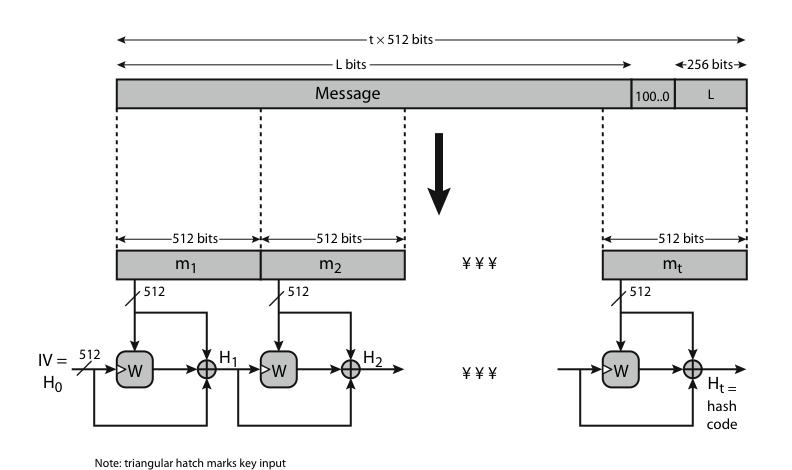 t × 512 bits
L bits
256 bits
Message
100..0
L
512 bits
512 bits
512 bits
m1
m2
¥ ¥ ¥
mt
512
512
512
IV =
H0
512
W
H1
W
H2
¥ ¥ ¥
W
Ht =
hash
code
Note: triangular hatch marks key input